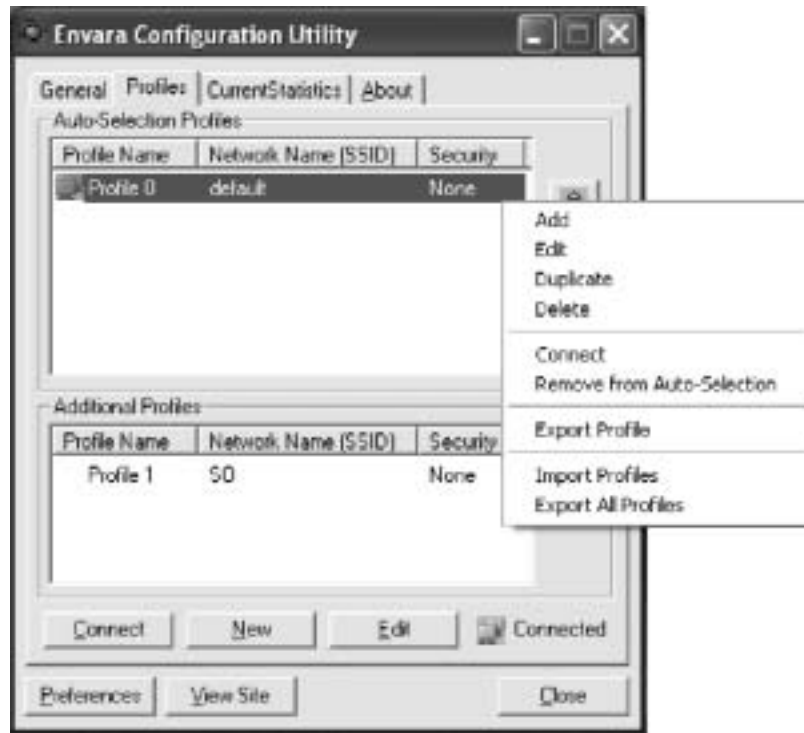 Envara Configuration Utility
General Profiles CurrentStatistics About
Auto-Selection Profiles
Profile Name Network Name (SSID) Security
Profile 0 default None
Add
Edit
Duplicate
Delete
Connect
Remove from Auto-Selection
Export Profile
Import Profiles
Export All Profiles
Additional Profiles
Profile Name Network Name (SSID) Security
Profile 1 SO None
Connect New Edit Connected
Preferences View Site Close